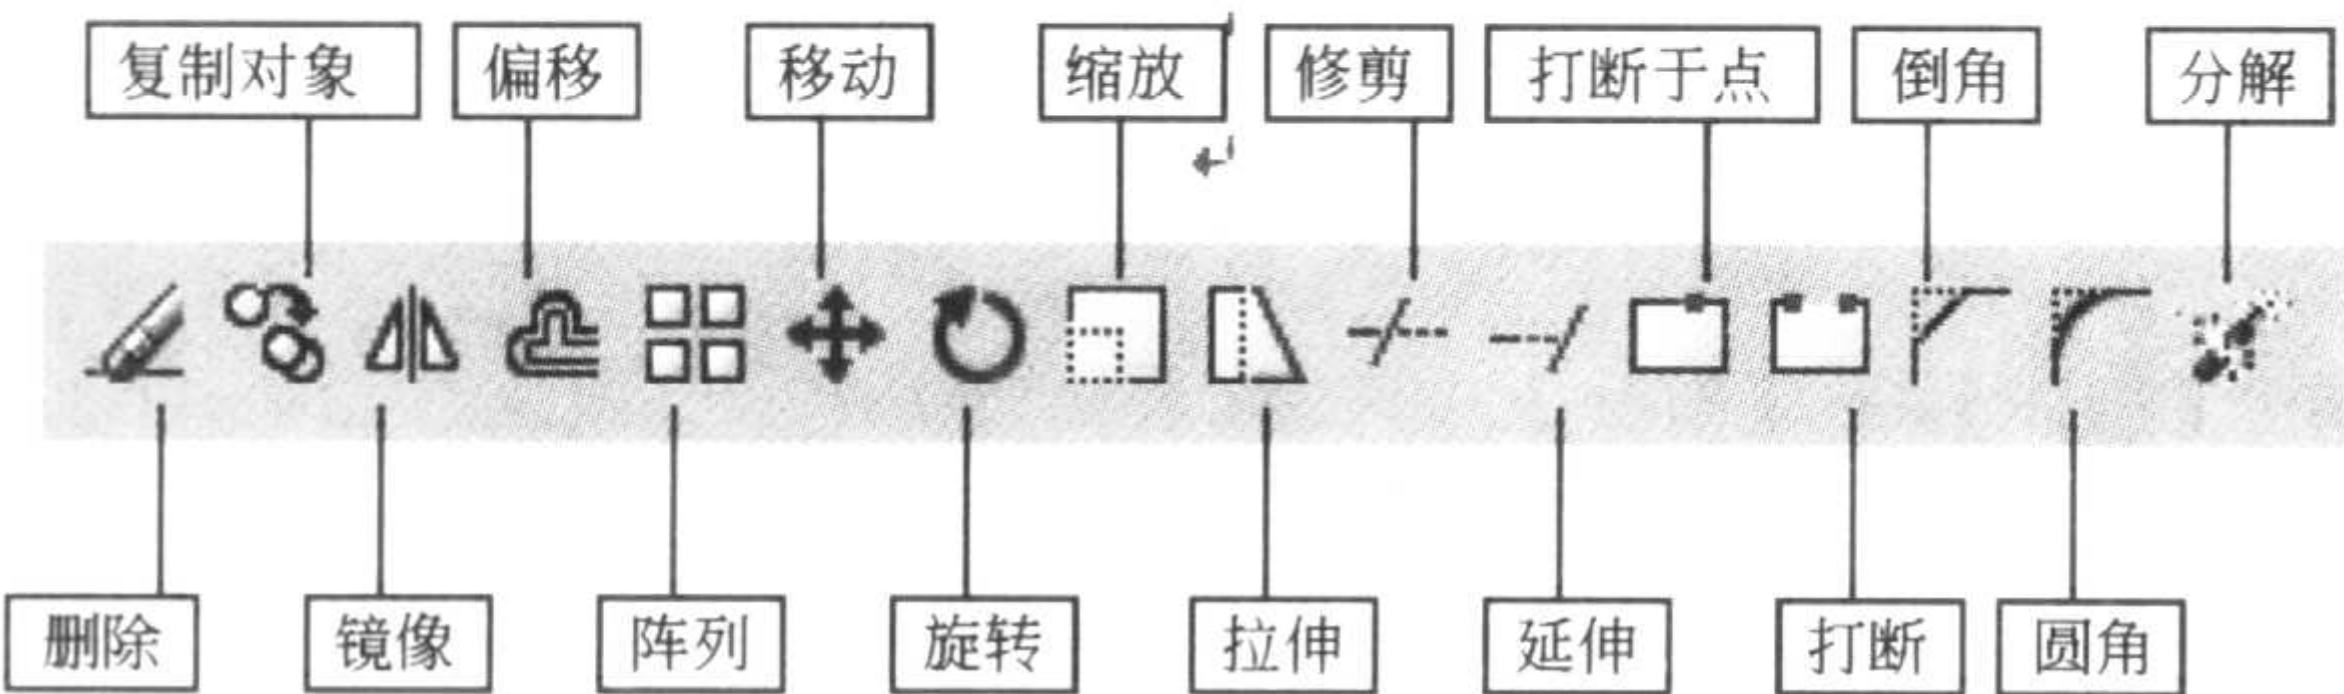 复制对象 偏移 移动 缩放 修剪 打断于点 倒角 分解
删除 镜像 阵列 旋转 拉伸 延伸 打断 圆角